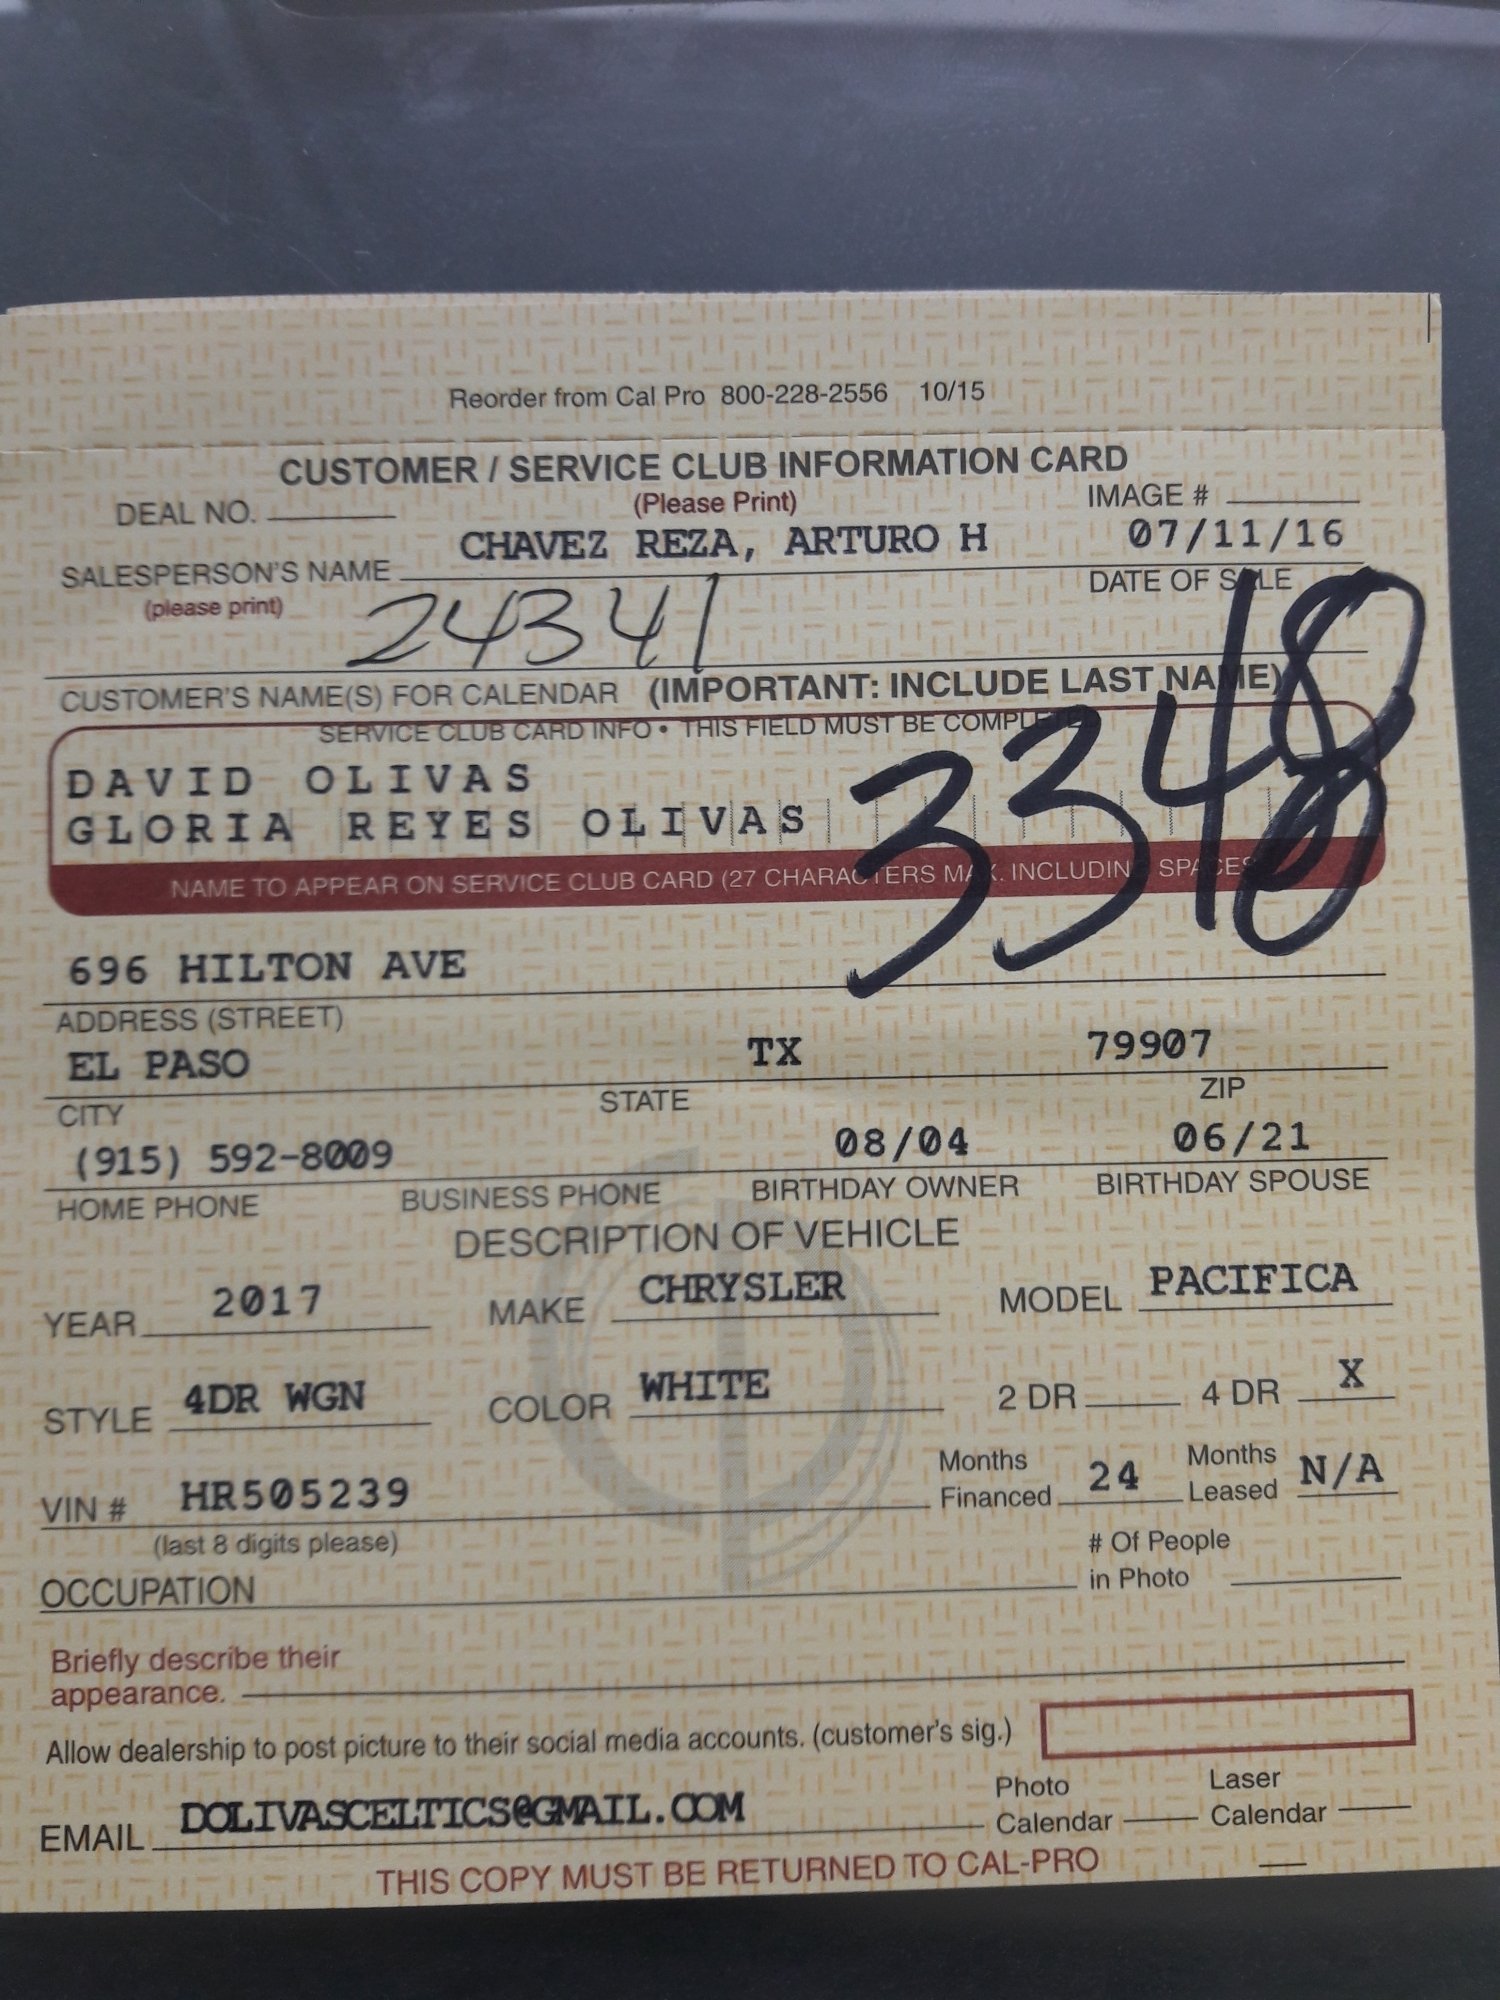 Reorder from Cal Pro 800-228-2556 10/15
CUSTOMER / SERVICE CLUB INFORMATION CARD
DEAL NO. (Please Print) IMAGE #
CHAVEZ REZA, ARTURO H 07/11/16
SALESPERSON'S NAME DATE OF SALE
(please print)
24341
CUSTOMER'S NAME(S) FOR CALENDAR (IMPORTANT: INCLUDE LAST NAME)
SERVICE CLUB CARD INFO • THIS FIELD MUST BE COMPLETED
DAVID OLIVAS
GLORIA REYES OLIVAS
3348
NAME TO APPEAR ON SERVICE CLUB CARD (27 CHARACTERS MAX. INCLUDING SPACES)
696 HILTON AVE
ADDRESS (STREET)
EL PASO TX 79907
CITY STATE ZIP
(915) 592-8009 08/04 06/21
HOME PHONE BUSINESS PHONE BIRTHDAY OWNER BIRTHDAY SPOUSE
DESCRIPTION OF VEHICLE
YEAR 2017 MAKE CHRYSLER MODEL PACIFICA
STYLE 4DR WGN COLOR WHITE 2 DR 4 DR X
VIN # HR505239 Months Financed 24 Months Leased N/A
(last 8 digits please)
OCCUPATION # Of People in Photo
Briefly describe their
appearance.
Allow dealership to post picture to their social media accounts. (customer's sig.)
EMAIL DOLIVASCELTICS@GMAIL.COM Photo Calendar Laser Calendar
THIS COPY MUST BE RETURNED TO CAL-PRO